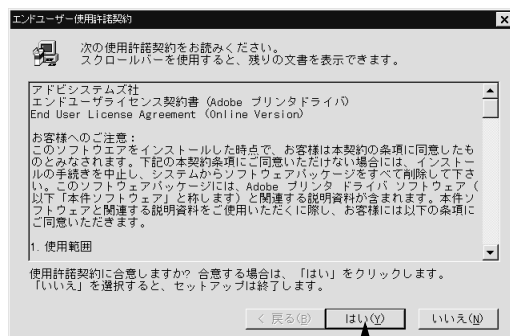 エンドユーザー使用許諾契約
次の使用許諾契約をお読みください。
スクロールバーを使用すると、残りの文書を表示できます。
アドビシステムズ社
エンドユーザライセンス契約書 (Adobe プリンタドライバ)
End User License Agreement (Online Version)
お客様へのご注意:
このソフトウエアをインストールした時点で、お客様は本契約の条項に同意したも
のとみなされます。下記の本契約条項にご同意いただけない場合には、インストー
ルの手続きを中止し、システムからソフトウェアパッケージをすべて削除して下さ
い。このソフトウェアパッケージには、Adobe プリンタ ドライバ ソフトウェア (
以下「本件ソフトウェア」と称します) と関連する説明資料が含まれます。本件ソ
フトウェアと関連する説明資料をご使用いただくに際し、お客様には以下の条項に
ご同意いただきます。
1. 使用範囲
使用許諾契約に合意しますか? 合意する場合は、「はい」をクリックします。
「いいえ」を選択すると、セットアップは終了します。
< 戻る(B) はい(Y) いいえ(N)